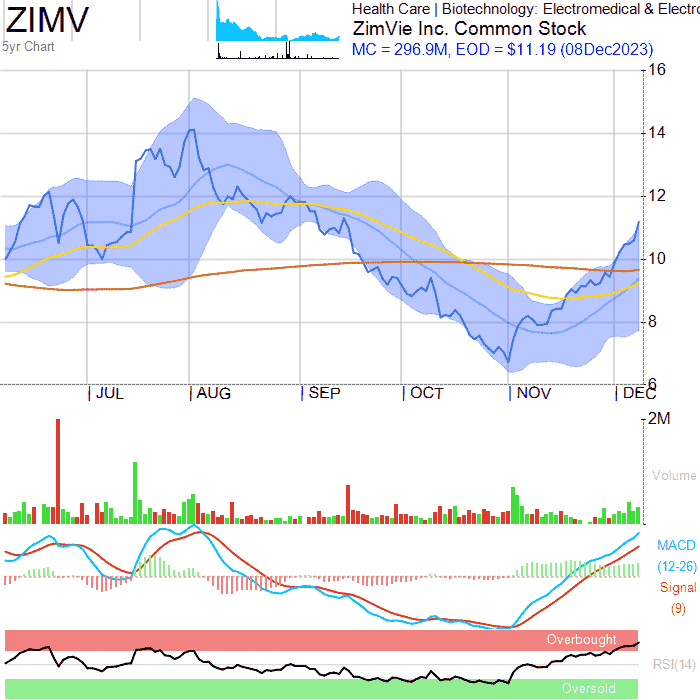 ZIMV
5yr Chart
Health Care | Biotechnology: Electromedical & Electro
ZimVie Inc. Common Stock
MC = 296.9M, EOD = $11.19 (08Dec2023)
16
14
12
10
8
6
JUL AUG SEP OCT NOV DEC
2M
Volume
MACD
(12-26)
Signal
(9)
Overbought
RSI(14)
Oversold